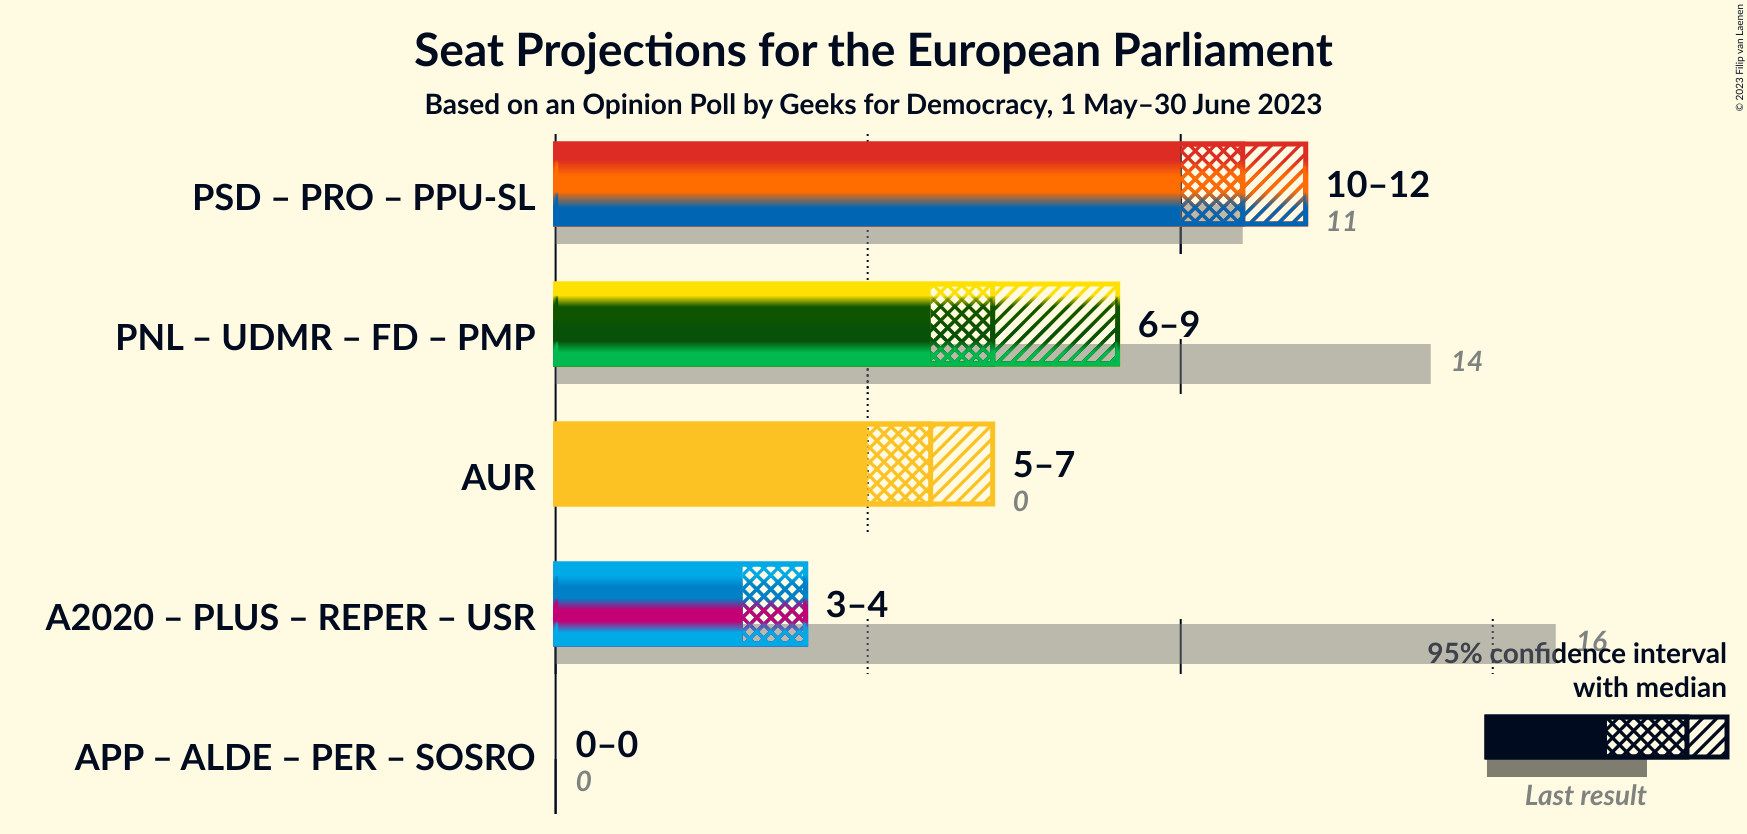 Seat Projections for the European Parliament
Based on an Opinion Poll by Geeks for Democracy, 1 May–30 June 2023
© 2023 Filip van Laenen
PSD – PRO – PPU-SL
10–12
11
PNL – UDMR – FD – PMP
6–9
14
AUR
5–7
0
A2020 – PLUS – REPER – USR
3–4
16
95% confidence interval
with median
APP – ALDE – PER – SOSRO
0–0
0
Last result